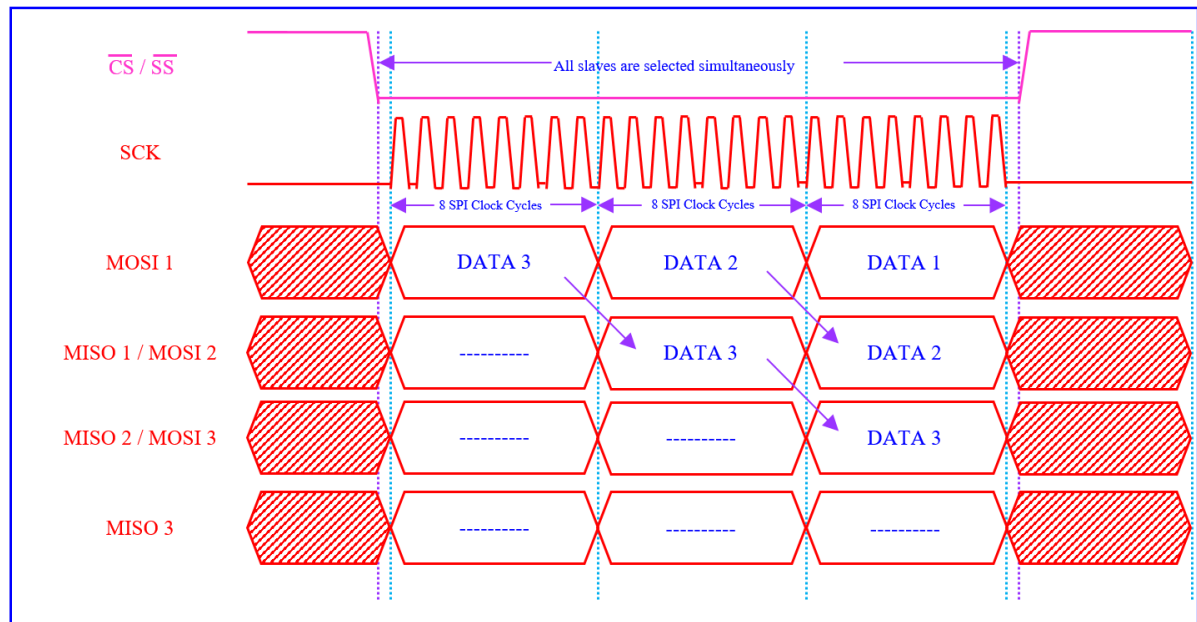 CS / SS
All slaves are selected simultaneously
SCK
8 SPI Clock Cycles
8 SPI Clock Cycles
8 SPI Clock Cycles
MOSI 1
DATA 3
DATA 2
DATA 1
MISO 1 / MOSI 2
----------
DATA 3
DATA 2
MISO 2 / MOSI 3
----------
----------
DATA 3
MISO 3
----------
----------
----------